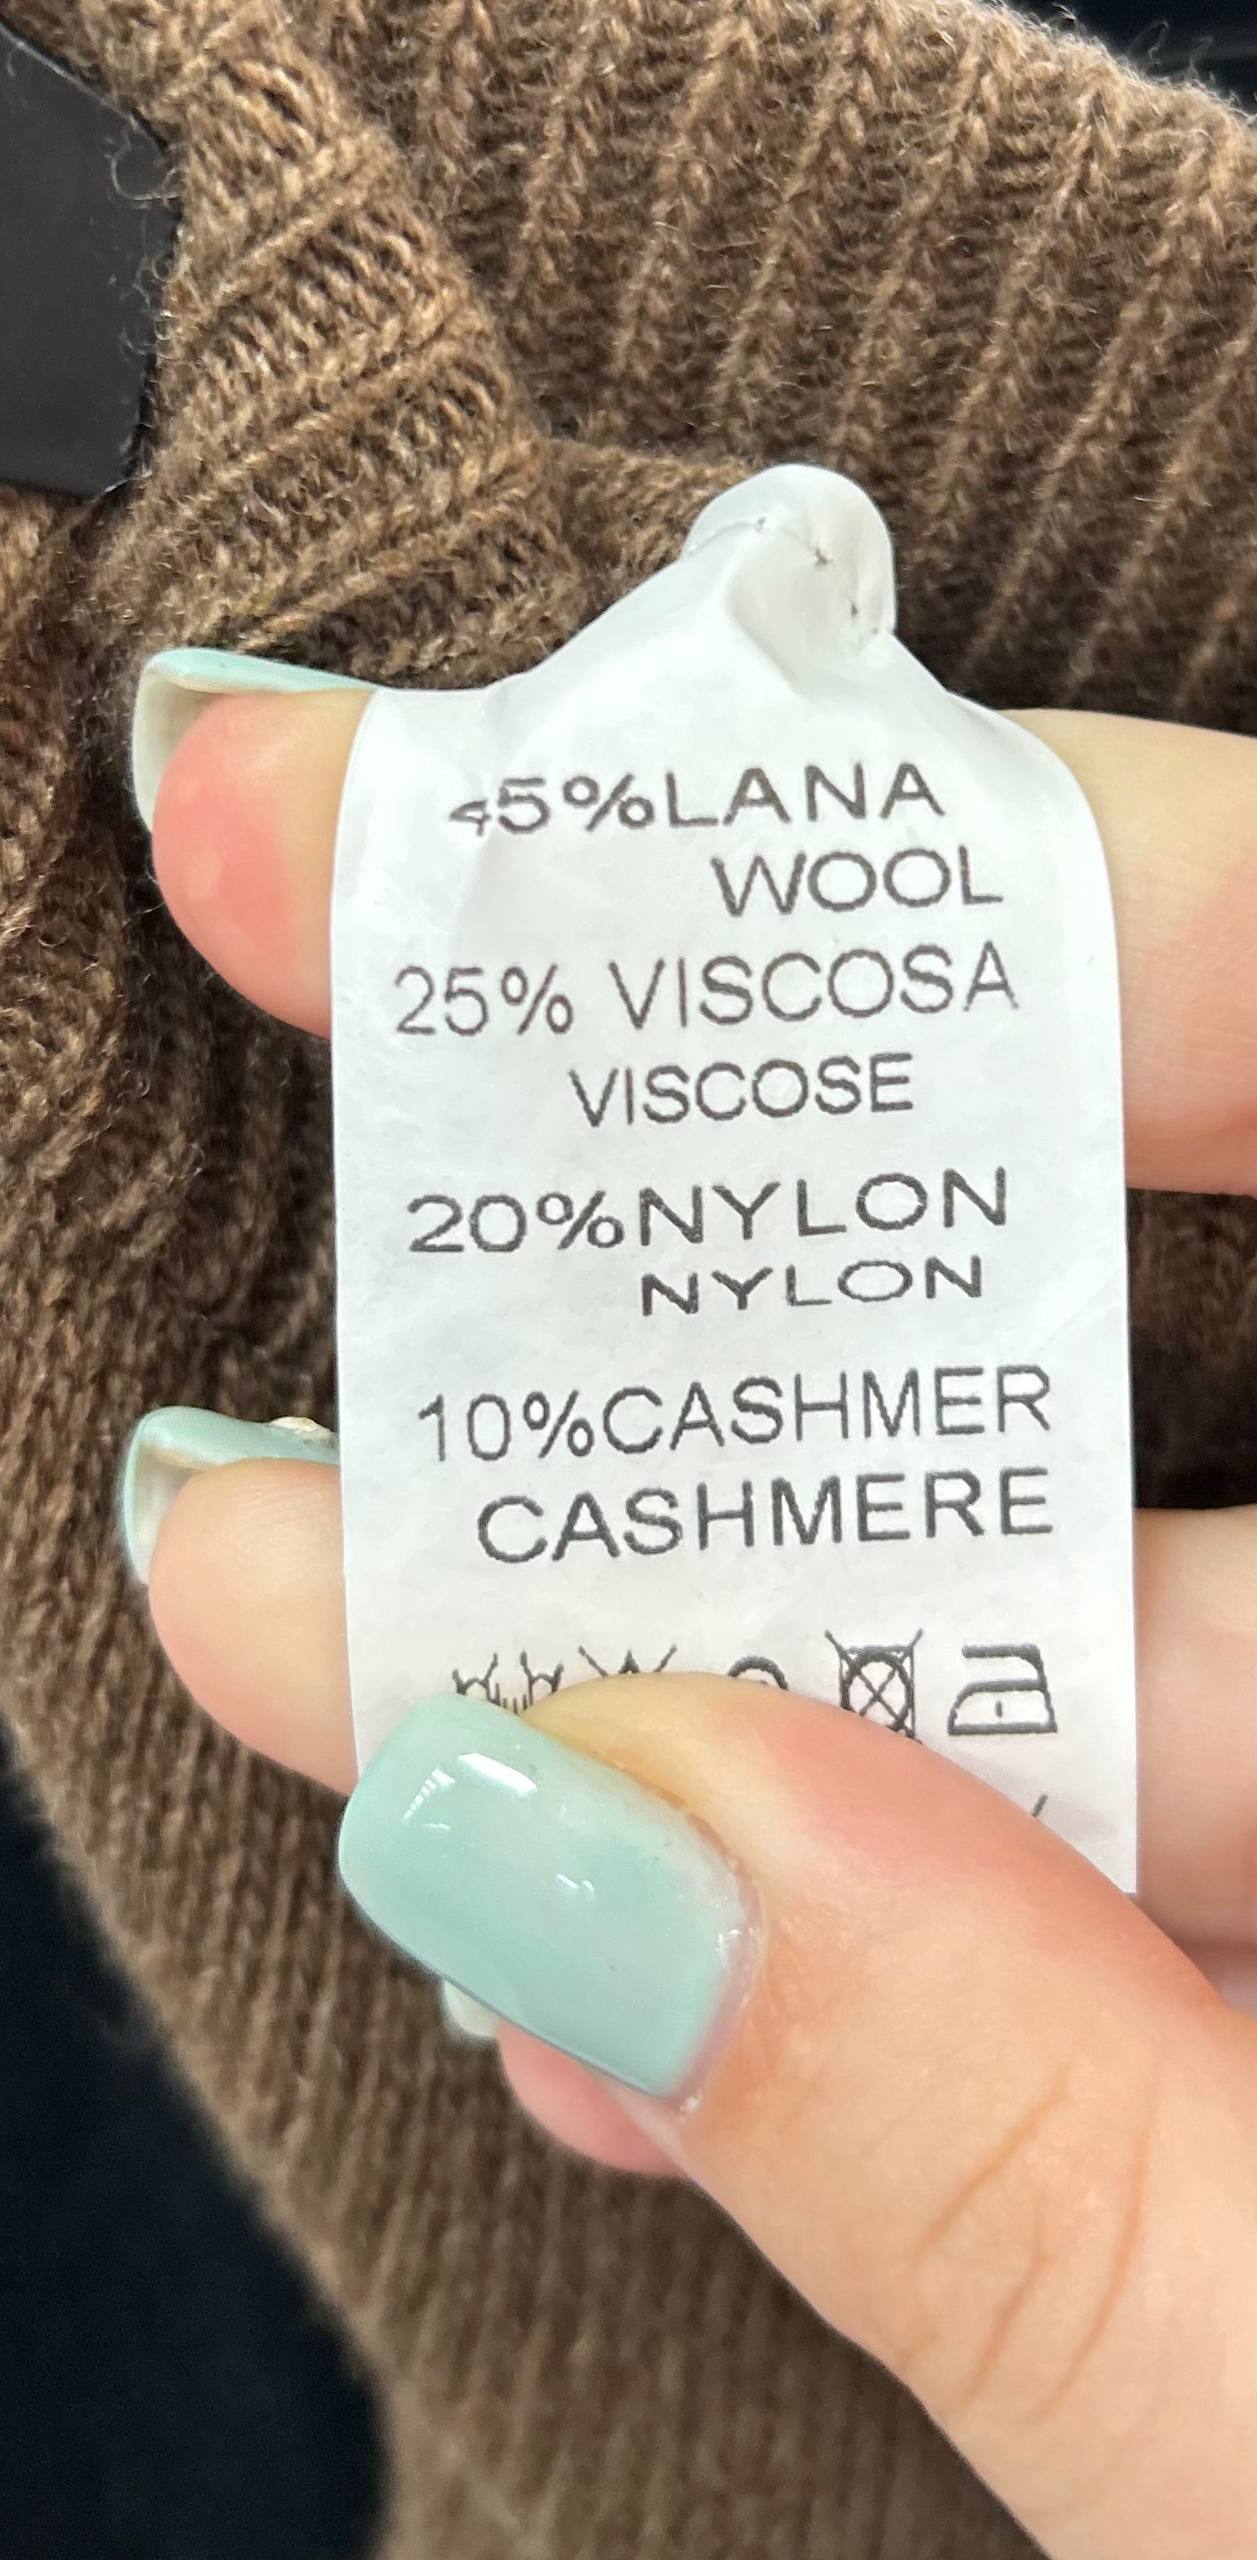 45%LANA
WOOL
25% VISCOSA
VISCOSE
20%NYLON
NYLON
10%CASHMER
CASHMERE